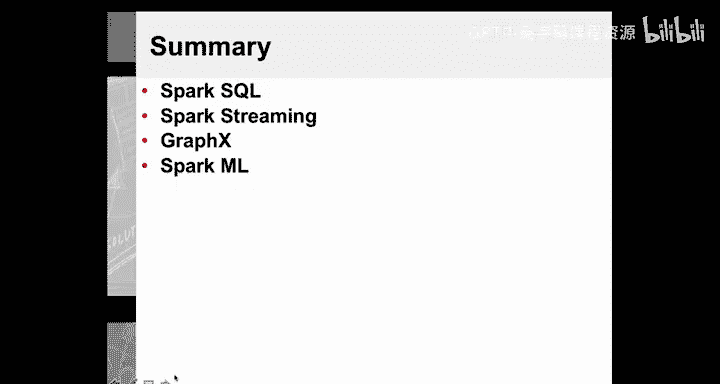 Summary
• Spark SQL
• Spark Streaming
• GraphX
• Spark ML
bilibili